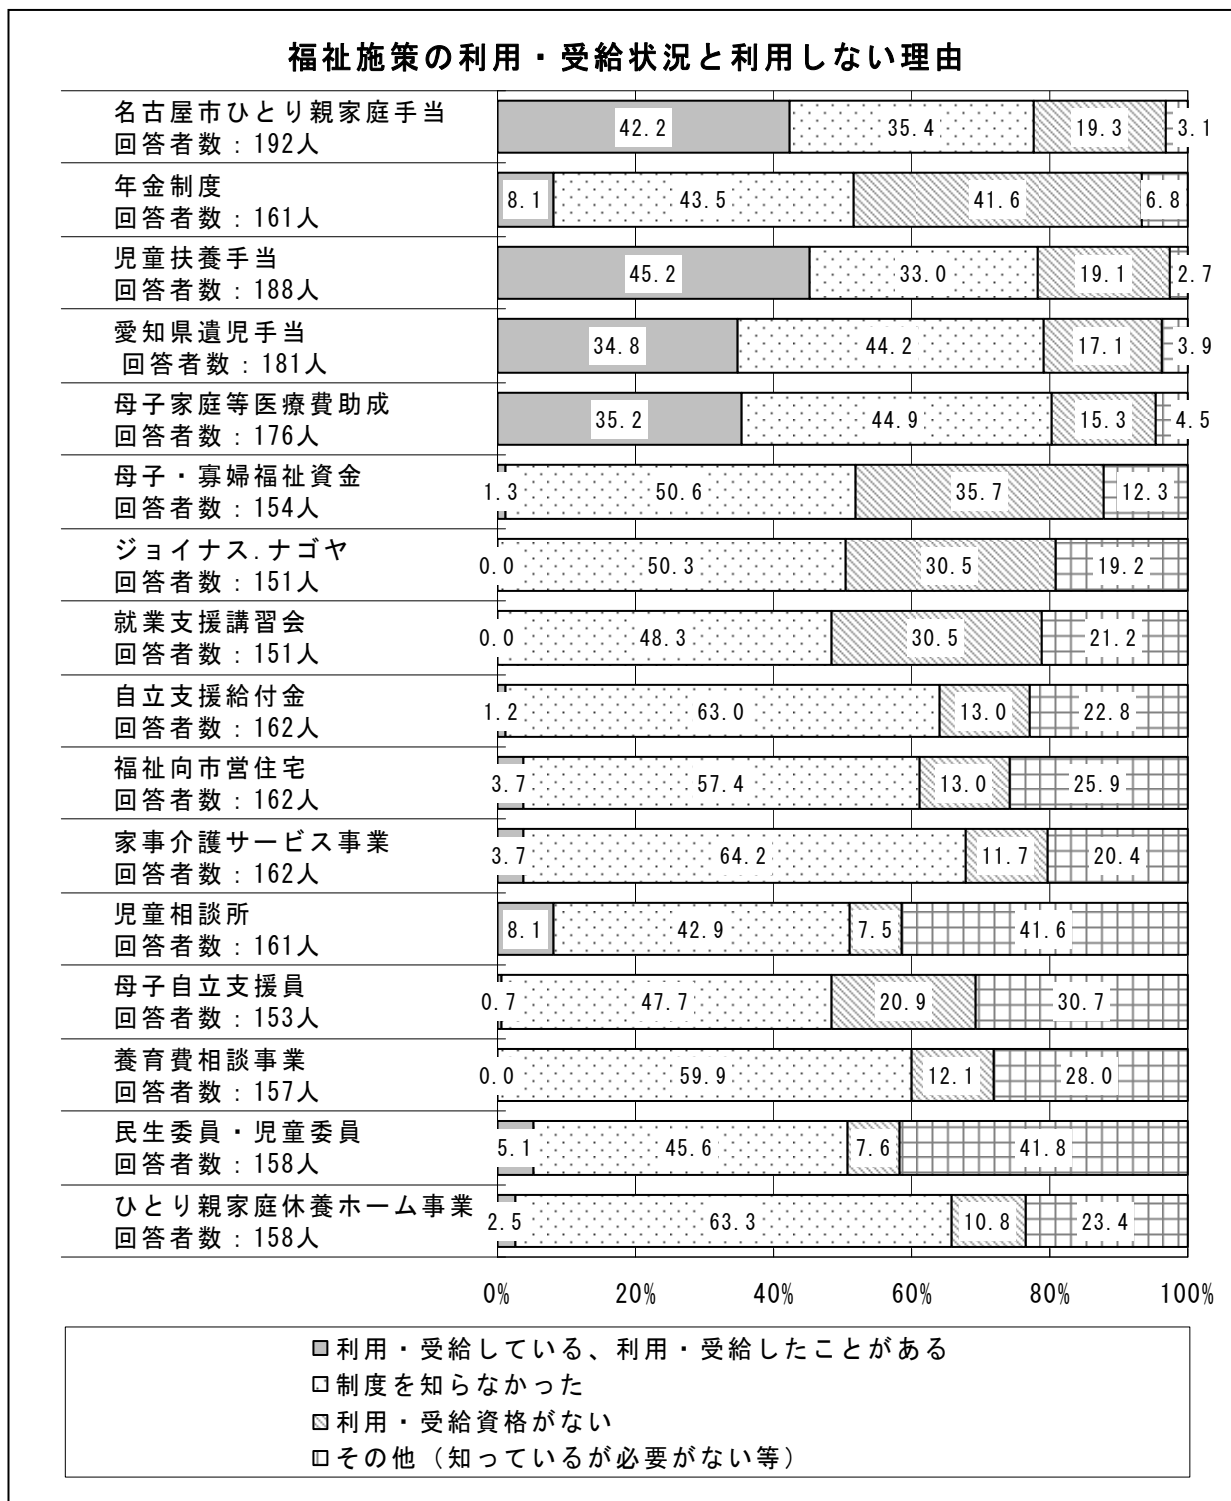 福祉施策の利用・受給状況と利用しない理由
名古屋市ひとり親家庭手当
回答者数：192人
42.2 35.4 19.3 3.1
年金制度
回答者数：161人
8.1 43.5 41.6 6.8
児童扶養手当
回答者数：188人
45.2 33.0 19.1 2.7
愛知県遺児手当
回答者数：181人
34.8 44.2 17.1 3.9
母子家庭等医療費助成
回答者数：176人
35.2 44.9 15.3 4.5
母子・寡婦福祉資金
回答者数：154人
1.3 50.6 35.7 12.3
ジョイナス.ナゴヤ
回答者数：151人
0.0 50.3 30.5 19.2
就業支援講習会
回答者数：151人
0.0 48.3 30.5 21.2
自立支援給付金
回答者数：162人
1.2 63.0 13.0 22.8
福祉向市営住宅
回答者数：162人
3.7 57.4 13.0 25.9
家事介護サービス事業
回答者数：162人
3.7 64.2 11.7 20.4
児童相談所
回答者数：161人
8.1 42.9 7.5 41.6
母子自立支援員
回答者数：153人
0.7 47.7 20.9 30.7
養育費相談事業
回答者数：157人
0.0 59.9 12.1 28.0
民生委員・児童委員
回答者数：158人
5.1 45.6 7.6 41.8
ひとり親家庭休養ホーム事業
回答者数：158人
2.5 63.3 10.8 23.4
0% 20% 40% 60% 80% 100%
利用・受給している、利用・受給したことがある
制度を知らなかった
利用・受給資格がない
その他（知っているが必要がない等）